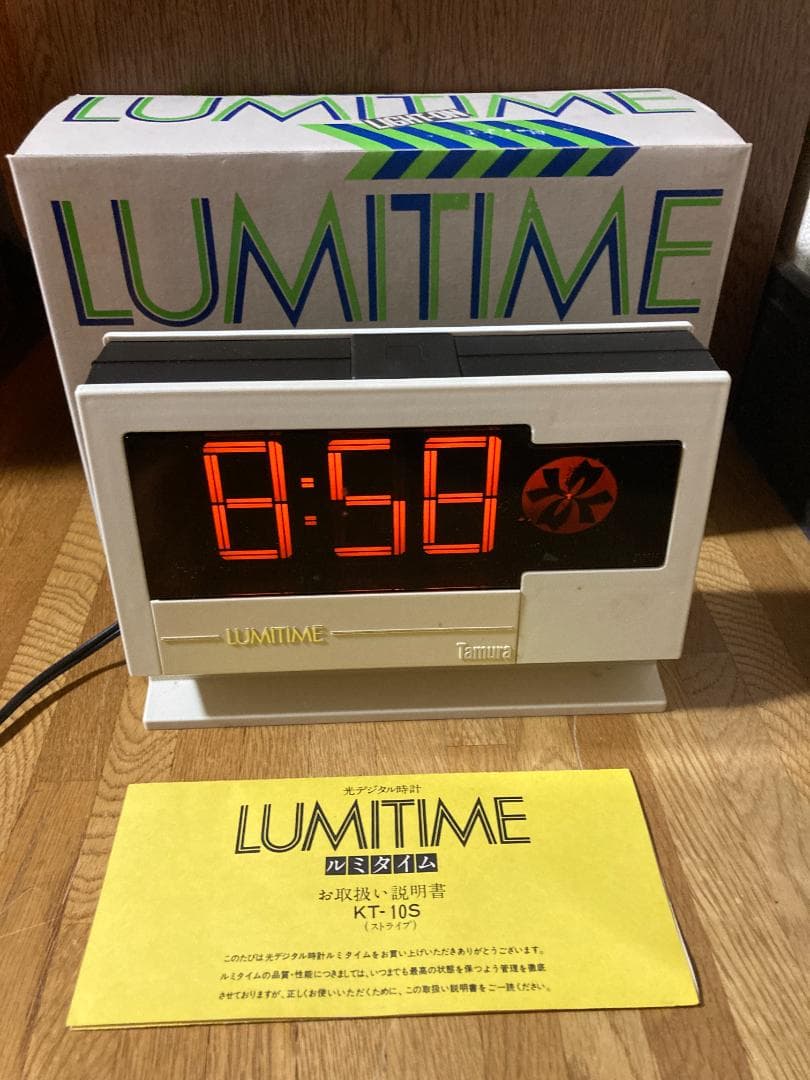 LUMITIME
LIGHT-ON
LUMITIME
8:58
LUMITIME
Tamura
光デジタル時計
LUMITIME
ルミタイム
お取扱い説明書
KT-10S
(ストライプ)
このたびは光デジタル時計ルミタイムをお買い上げいただきありがとうございます。
ルミタイムの品質・性能につきましては、いつまでも最高の状態を保つよう管理を徹底
させておりますが、正しくお使いいただくために、この取扱い説明書をご一読ください。